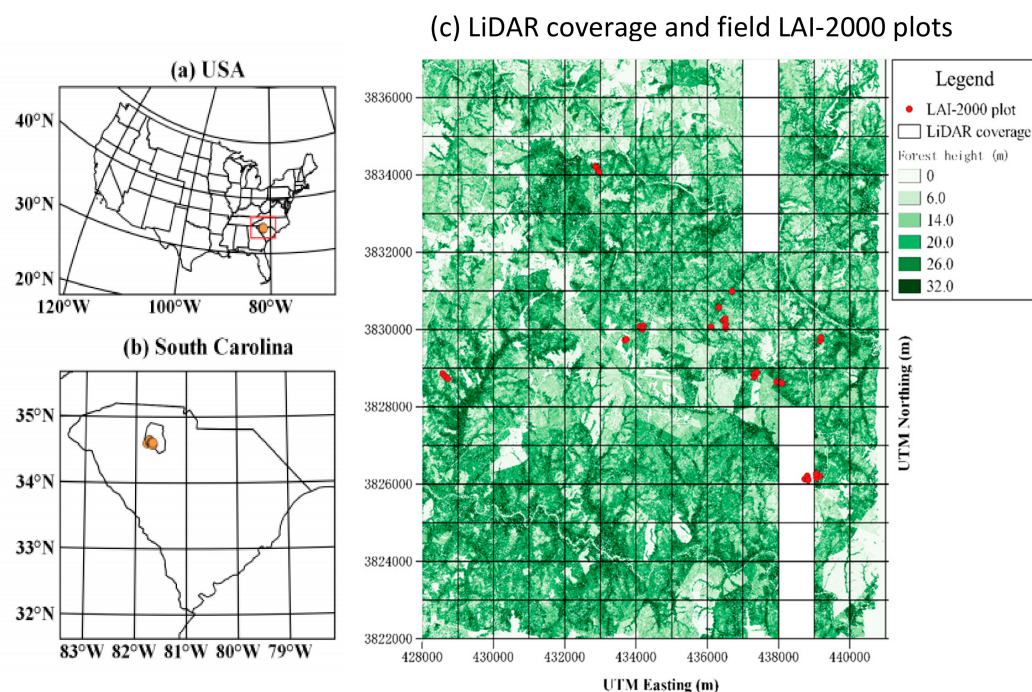 (c) LiDAR coverage and field LAI-2000 plots
(a) USA
40°N
30°N
20°N
120°W
100°W
80°W
(b) South Carolina
35°N
34°N
33°N
32°N
83°W 82°W 81°W 80°W 79°W
3836000
3834000
3832000
3830000
3828000
3826000
3824000
3822000
428000 430000 432000 434000 436000 438000 440000
UTM Easting (m)
UTM Northing (m)
Legend
LAI-2000 plot
LiDAR coverage
Forest height (m)
0
6.0
14.0
20.0
26.0
32.0